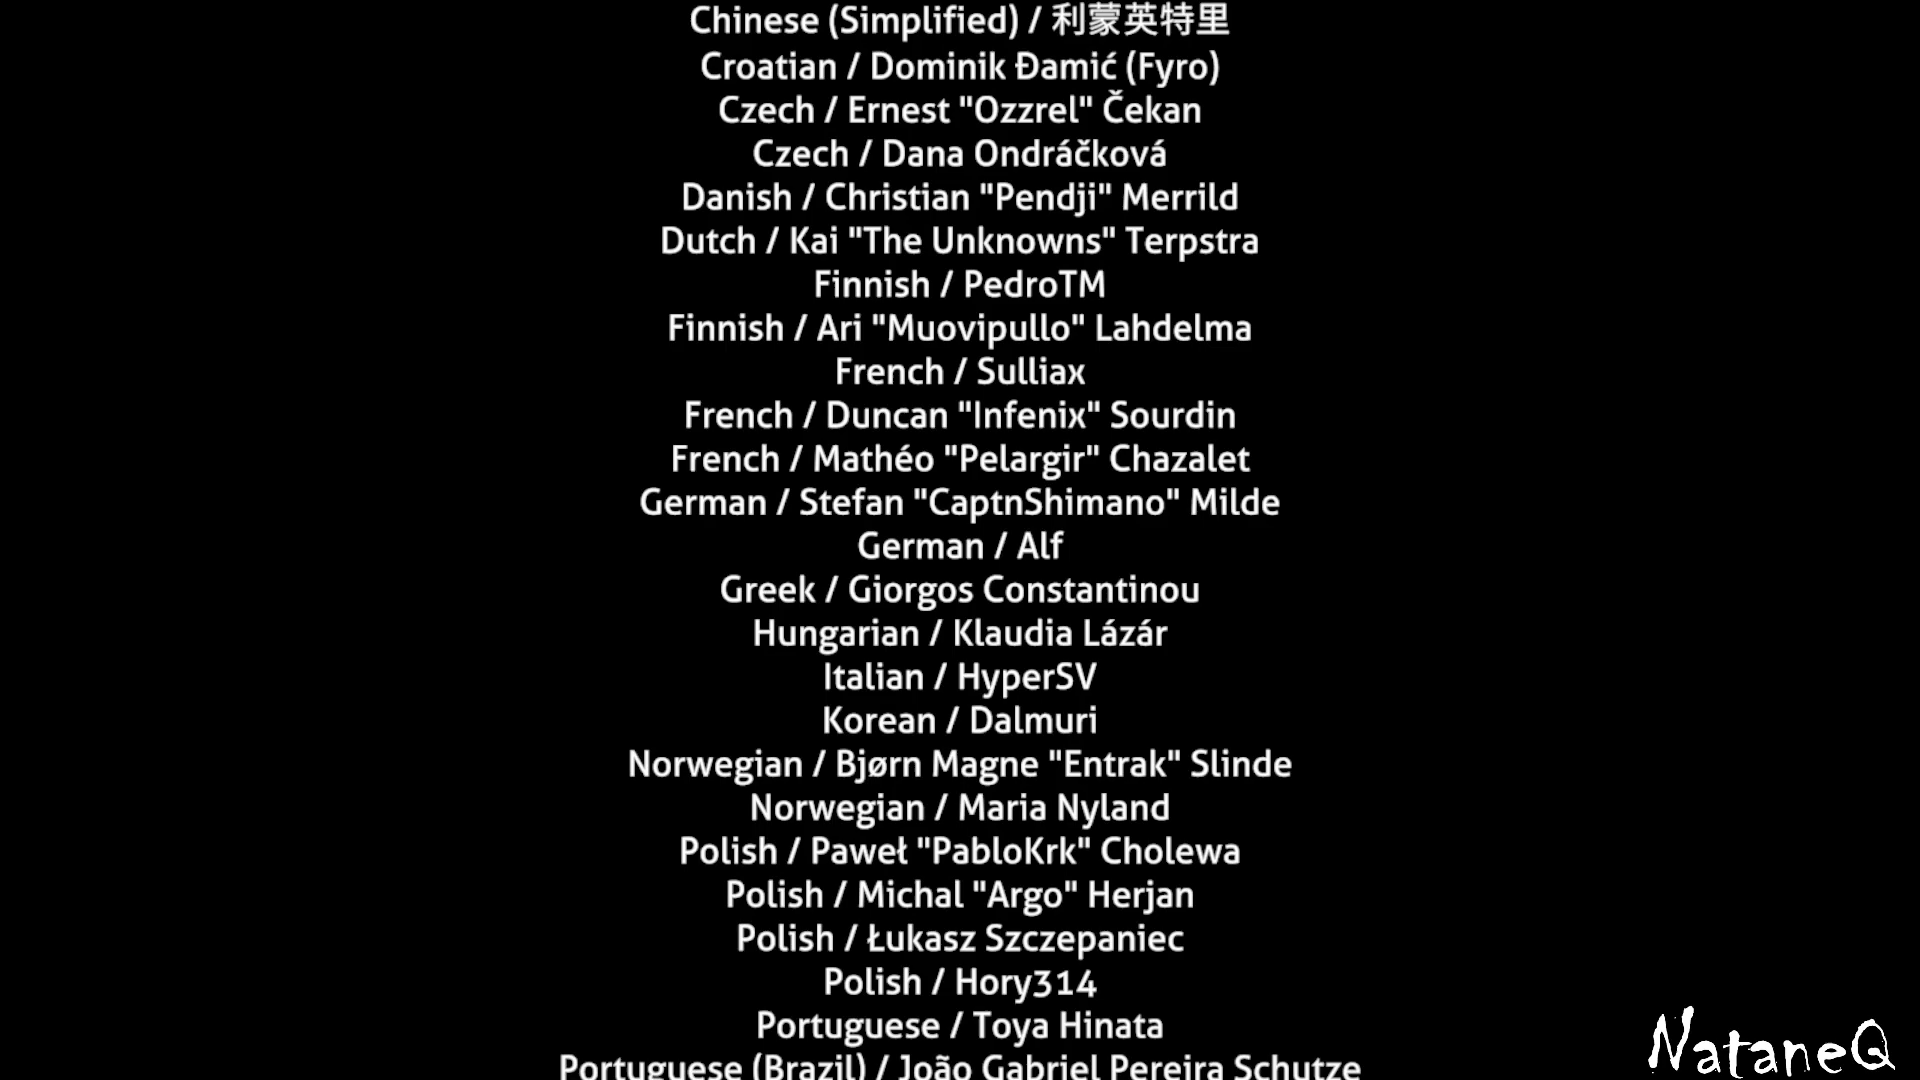 Chinese (Simplified) / 利蒙英特里
Croatian / Dominik Đamić (Fyro)
Czech / Ernest "Ozzrel" Čekan
Czech / Dana Ondráčková
Danish / Christian "Pendji" Merrild
Dutch / Kai "The Unknowns" Terpstra
Finnish / PedroTM
Finnish / Ari "Muovipullo" Lahdelma
French / Sulliax
French / Duncan "Infenix" Sourdin
French / Mathéo "Pelargir" Chazalet
German / Stefan "CaptnShimano" Milde
German / Alf
Greek / Giorgos Constantinou
Hungarian / Klaudia Lázár
Italian / HyperSV
Korean / Dalmuri
Norwegian / Bjørn Magne "Entrak" Slinde
Norwegian / Maria Nyland
Polish / Paweł "PabloKrk" Cholewa
Polish / Michal "Argo" Herjan
Polish / Łukasz Szczepaniec
Polish / Hory314
Portuguese / Toya Hinata
Portuguese (Brazil) / João Gabriel Pereira Schutze
NataneQ